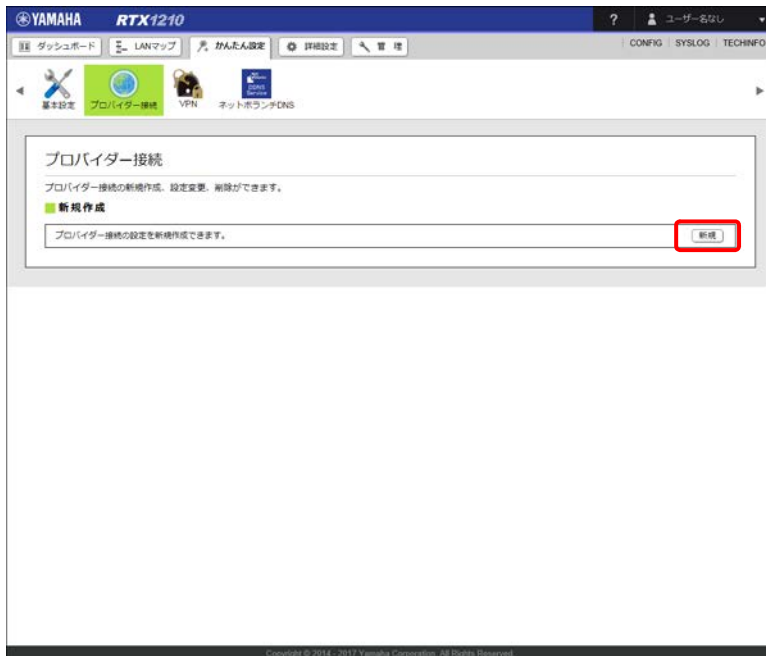 YAMAHA RTX1210 ? ユーザー名なし
ダッシュボード LANマップ かんたん設定 詳細設定 管理 CONFIG SYSLOG TECHINFO
基本設定 プロバイダー接続 VPN DDNS Service ネットボランチDNS
プロバイダー接続
プロバイダー接続の新規作成、設定変更、削除ができます。
新規作成
プロバイダー接続の設定を新規作成できます。 新規
Copyright © 2014 - 2017 Yamaha Corporation. All Rights Reserved.